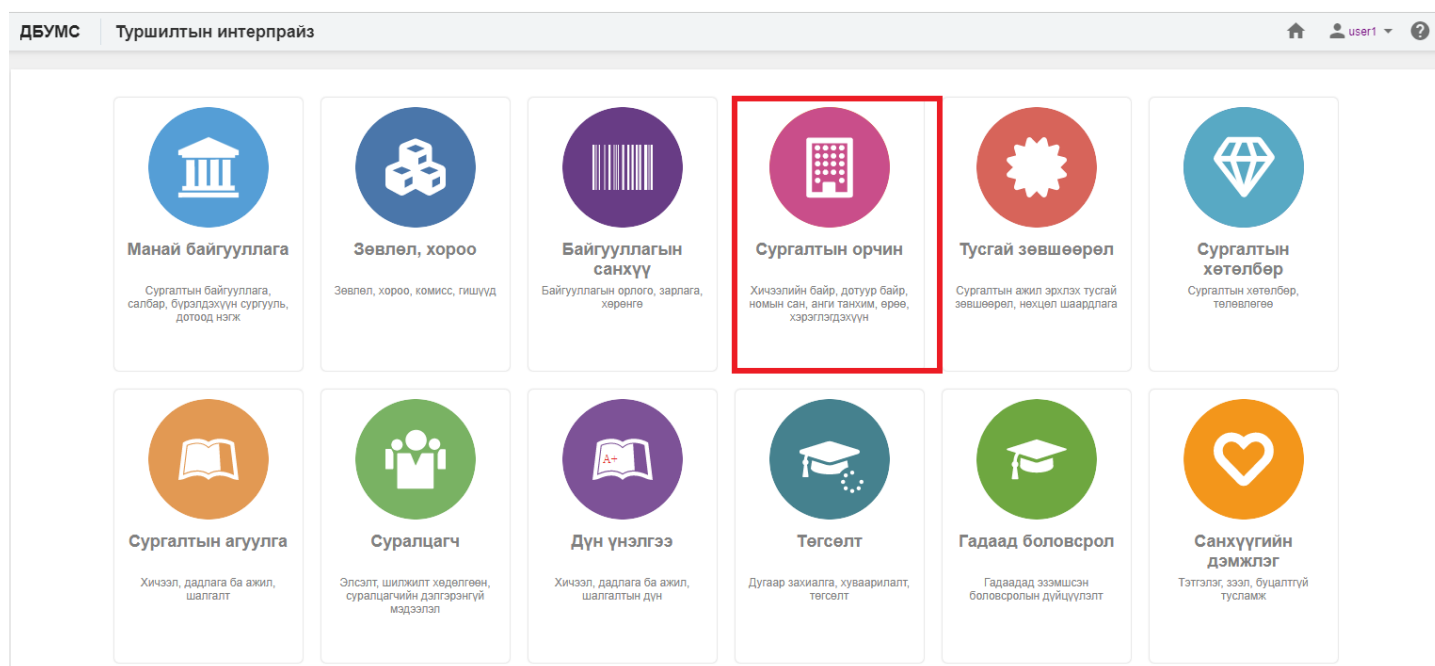 ДБУМС Туршилтын интерпрайз user1
Манай байгууллага
Сургалтын байгууллага,
салбар, бүрэлдэхүүн сургууль,
дотоод нэгж
Зөвлөл, хороо
Зөвлөл, хороо, комисс, гишүүд
Байгууллагын
санхүү
Байгууллагын орлого, зарлага,
хөрөнгө
Сургалтын орчин
Хичээлийн байр, дотуур байр,
номын сан, анги танхим, өрөө,
хэрэглэгдэхүүн
Тусгай зөвшөөрөл
Сургалтын ажил эрхлэх тусгай
зөвшөөрөл, нөхцөл шаардлага
Сургалтын
хөтөлбөр
Сургалтын хөтөлбөр,
төлөвлөгөө
Сургалтын агуулга
Хичээл, дадлага ба ажил,
шалгалт
Суралцагч
Элсэлт, шилжилт хөдөлгөөн,
суралцагчийн дэлгэрэнгүй
мэдээлэл
A+
Дүн үнэлгээ
Хичээл, дадлага ба ажил,
шалгалтын дүн
Төгсөлт
Дугаар захиалга, хуваарилалт,
төгсөлт
Гадаад боловсрол
Гадаадад эзэмшсэн
боловсролын дүйцүүлэлт
Санхүүгийн
дэмжлэг
Тэтгэлэг, зээл, буцалтгүй
тусламж